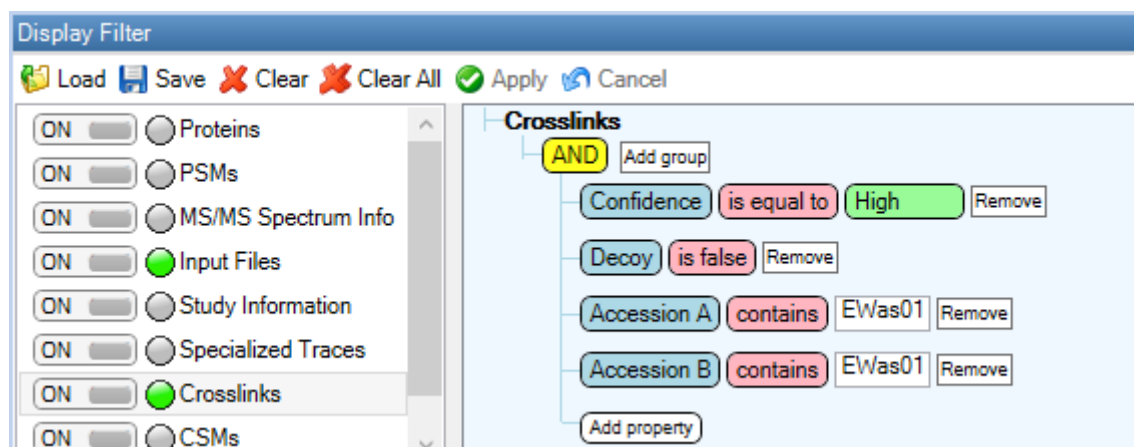 Display Filter
Load Save Clear Clear All Apply Cancel
ON Proteins
ON PSMs
ON MS/MS Spectrum Info
ON Input Files
ON Study Information
ON Specialized Traces
ON Crosslinks
ON CSMs
Crosslinks
AND Add group
Confidence is equal to High Remove
Decoy is false Remove
Accession A contains EWas01 Remove
Accession B contains EWas01 Remove
Add property